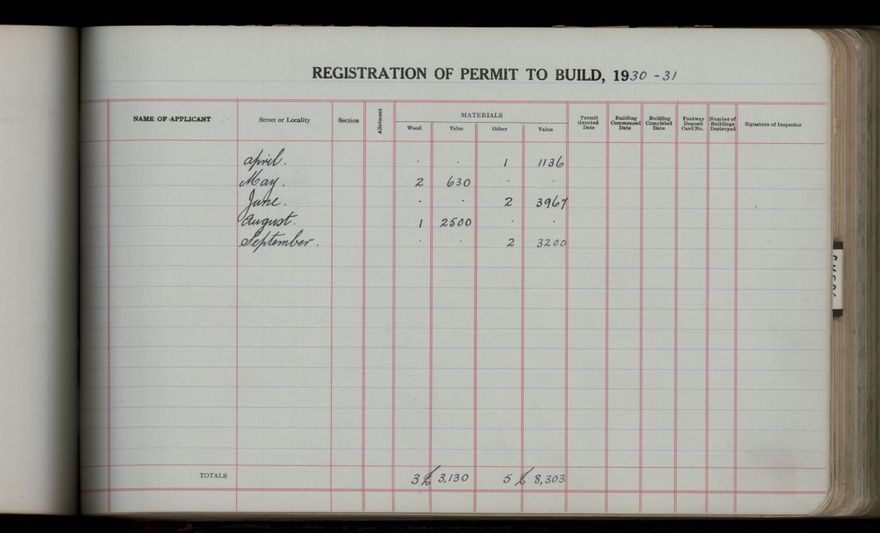 REGISTRATION OF PERMIT TO BUILD, 1930-31
NAME OF APPLICANT Street or Locality Section Allotment MATERIALS Wood Value Other Value Permit Granted Date Building Commenced Date Building Completed Date Footway Deposit Card No. Number of Buildings Destroyed Signature of Inspector
April. . . 1 1136
May. 2 630 . .
June. . . 2 3967
August. 1 2500 . .
September. . . 2 3200
TOTALS 3 £ 3,130 5 £ 8,303